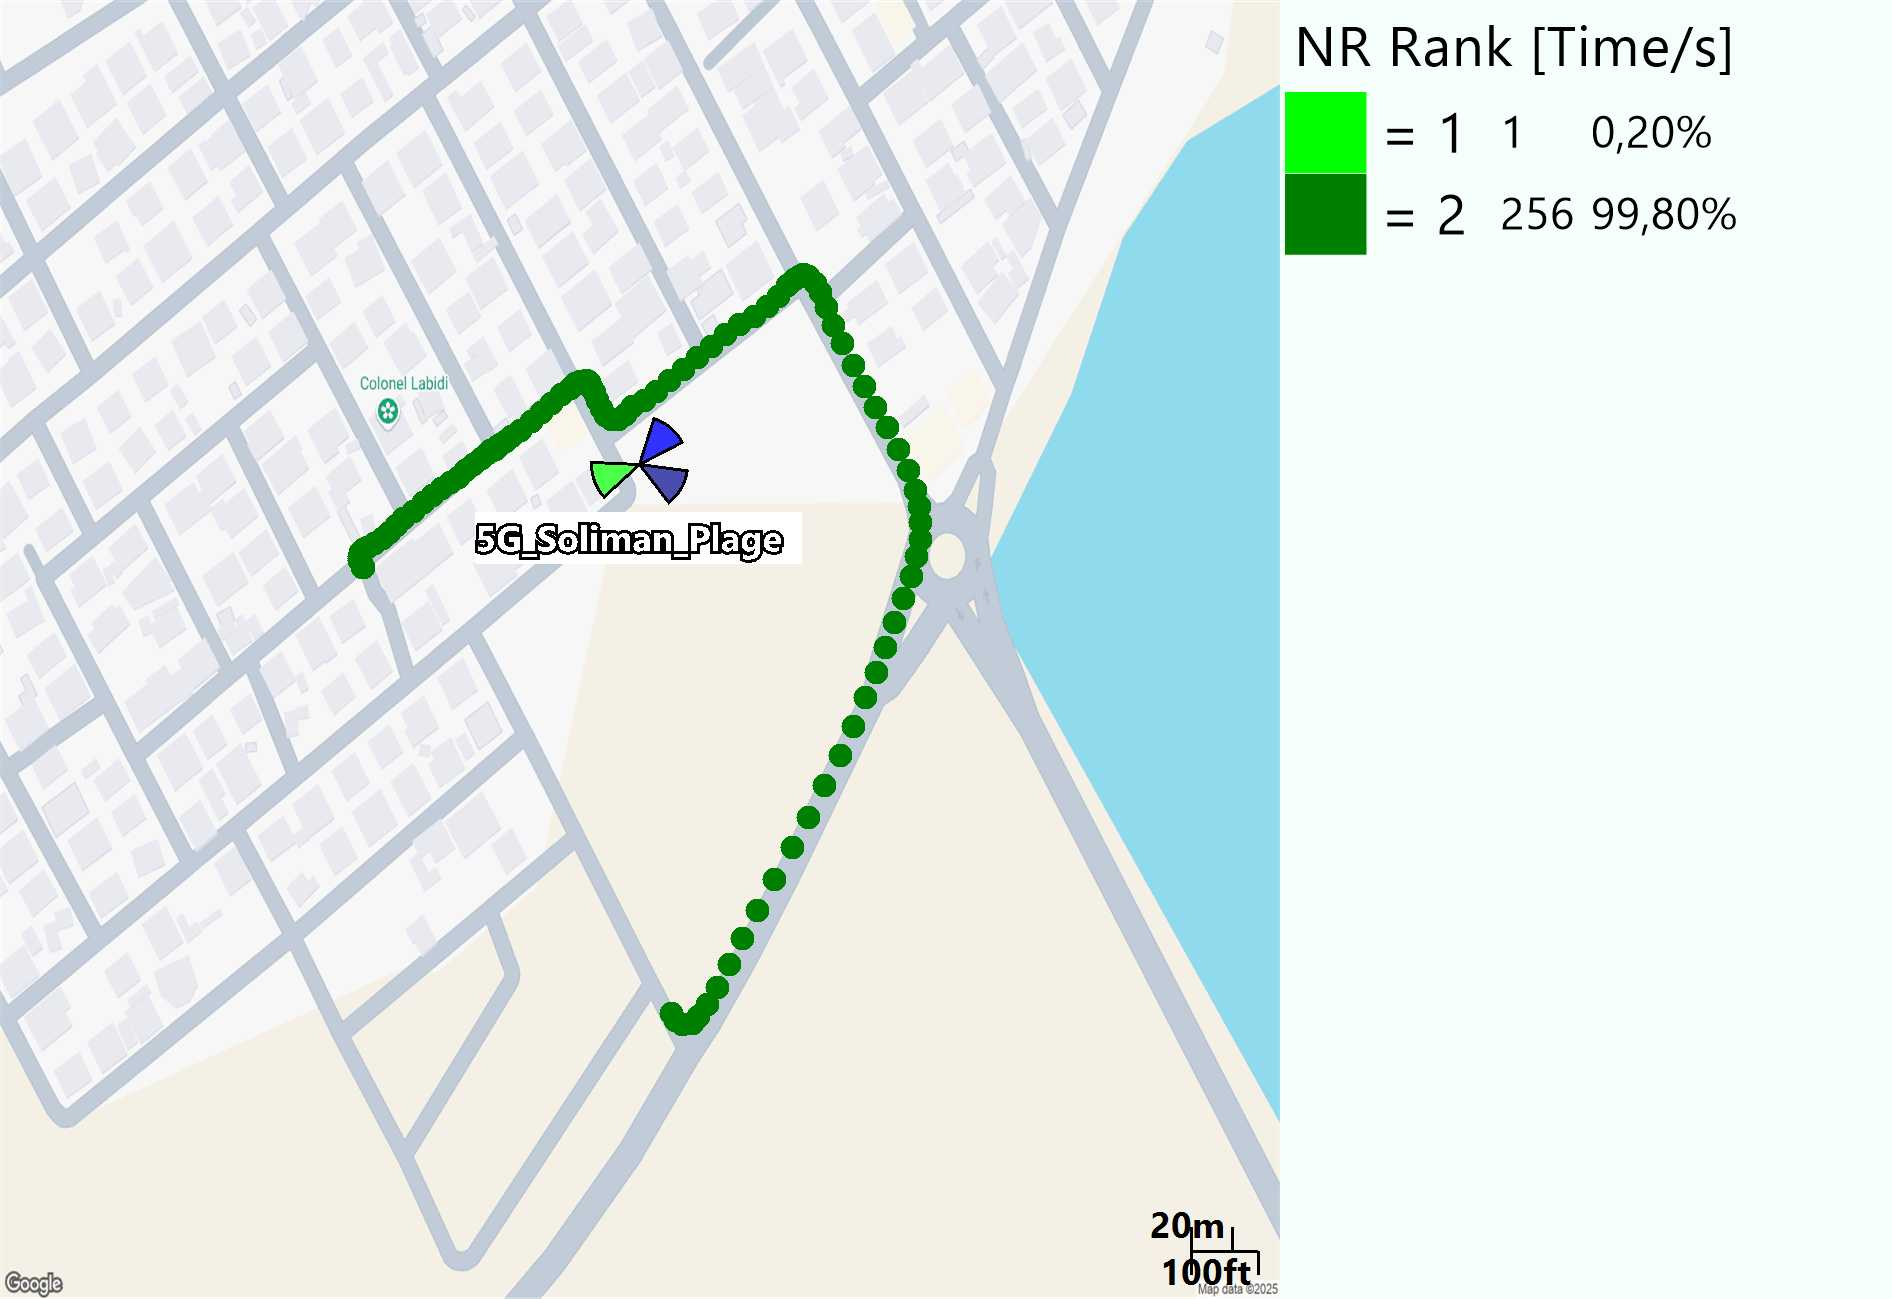 NR Rank [Time/s]
= 1 1 0,20%
= 2 256 99,80%
Colonel Labidi
5G_Soliman_Plage
20m
100ft
Google
Map data ©2025